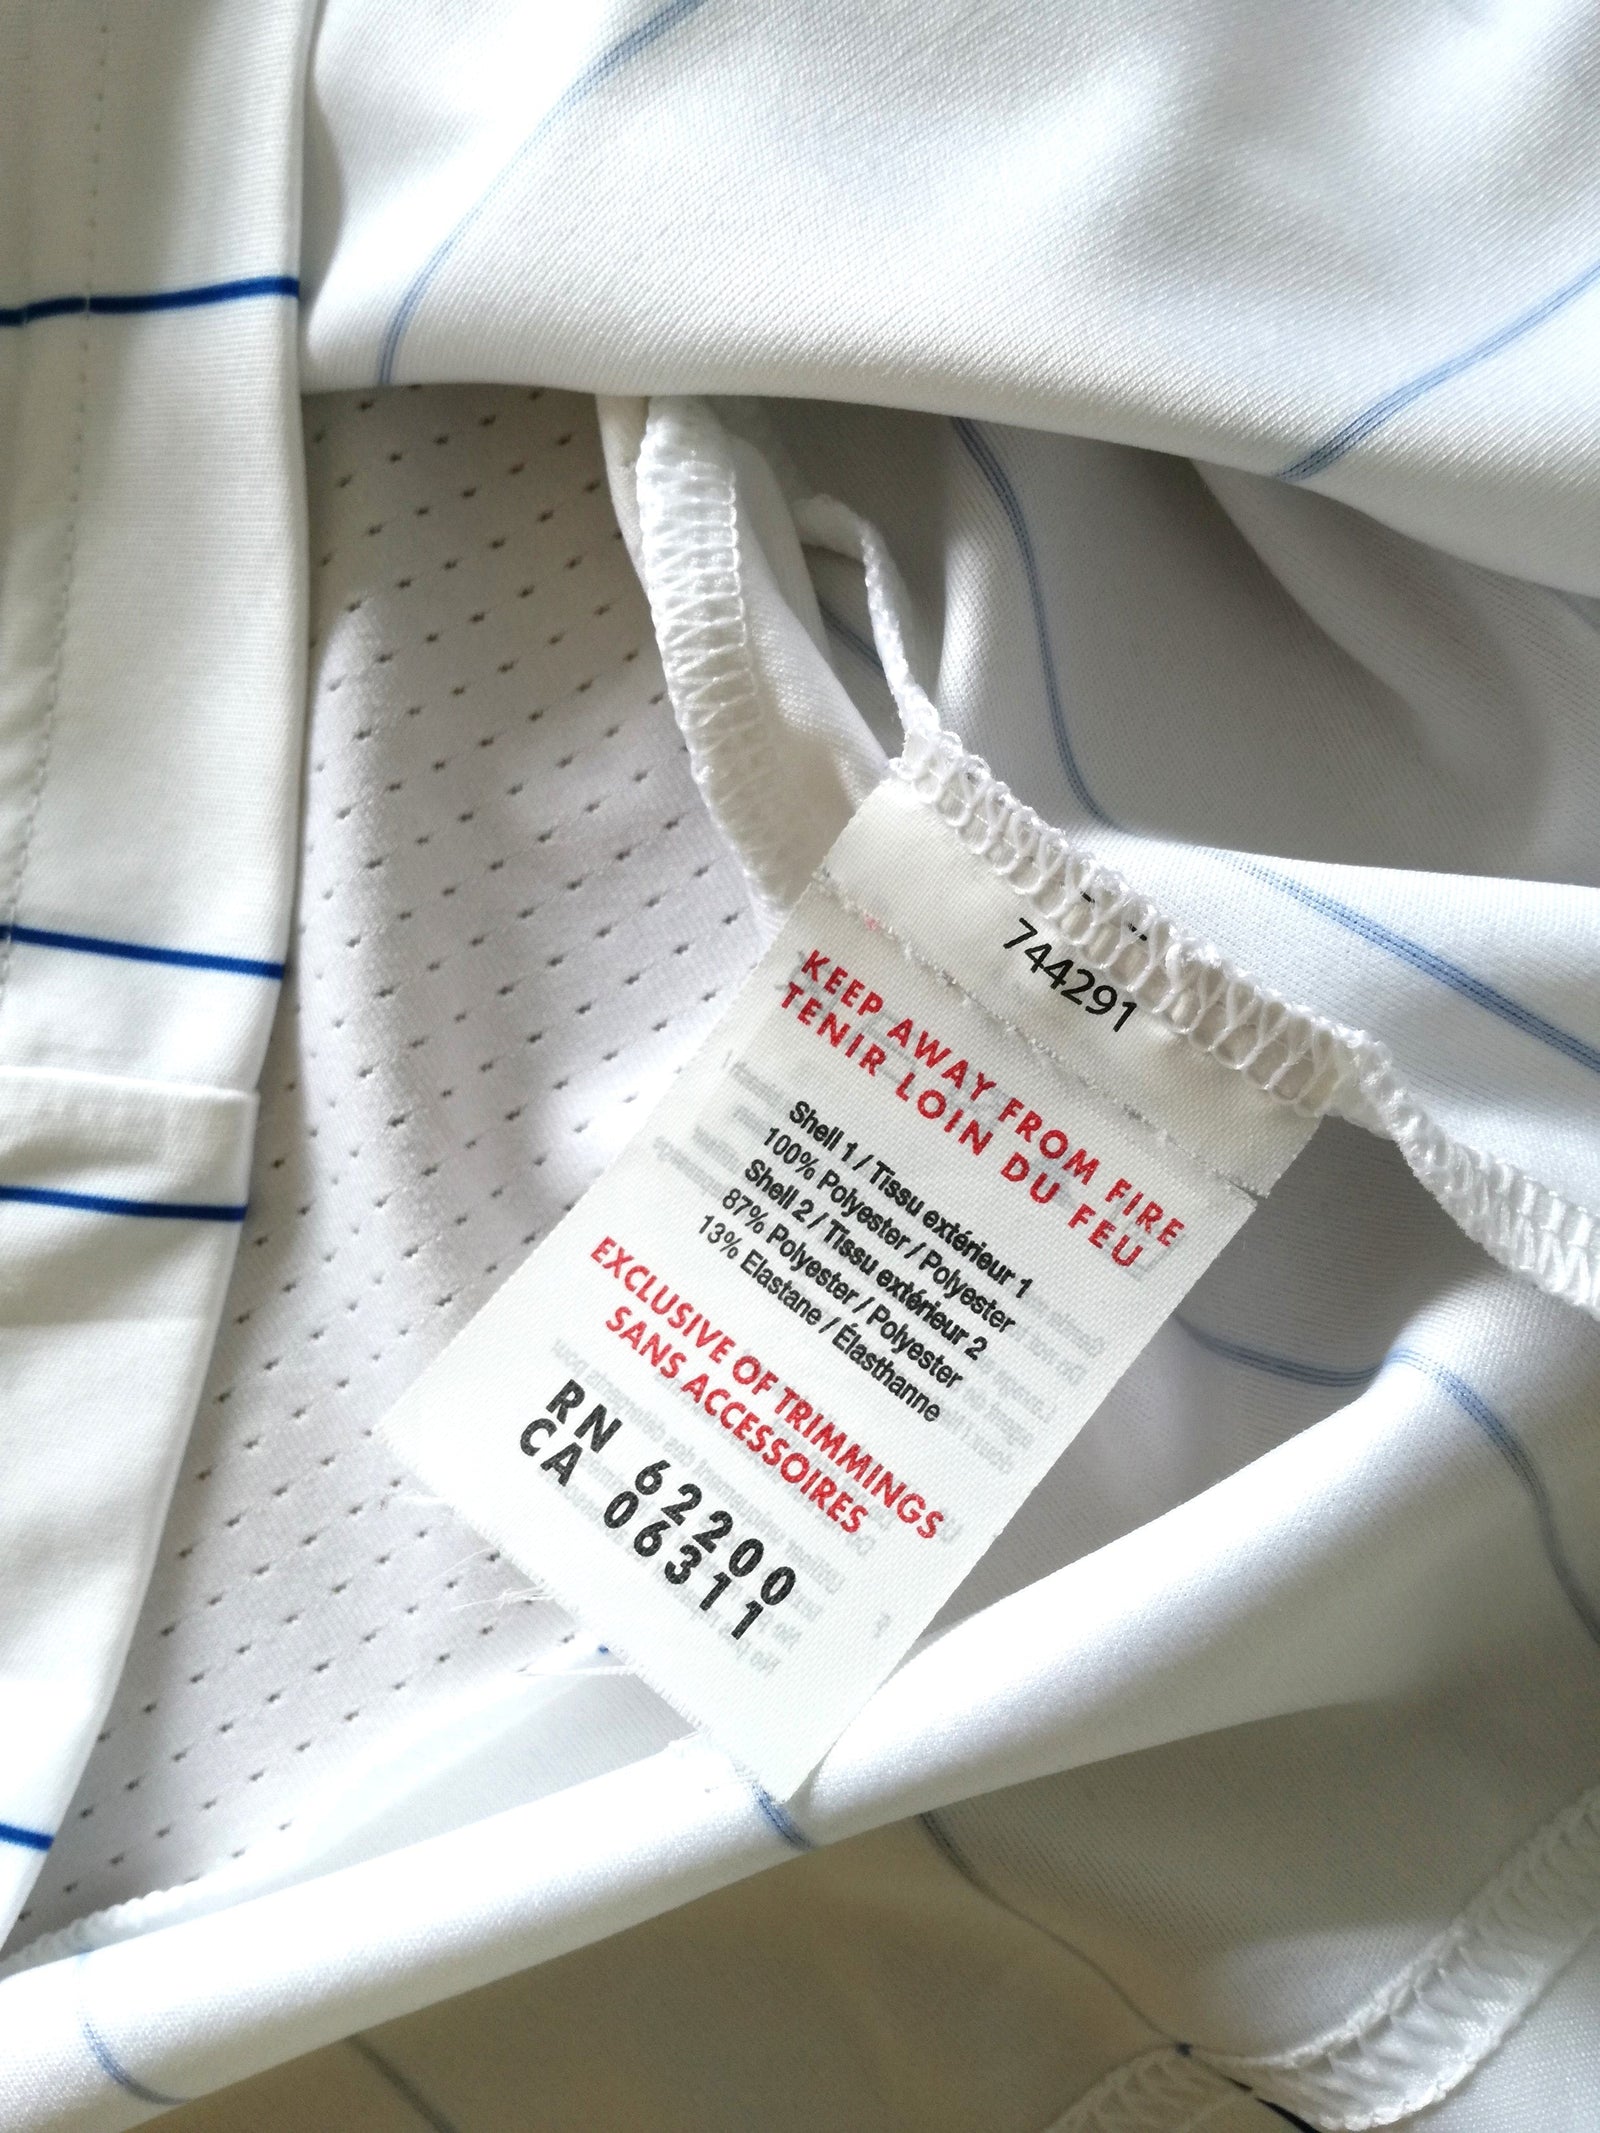 744291
KEEP AWAY FROM FIRE
TENIR LOIN DU FEU
Shell 1 / Tissu extérieur 1
100% Polyester / Polyester
Shell 2 / Tissu extérieur 2
87% Polyester / Polyester
13% Elastane / Élasthanne
EXCLUSIVE OF TRIMMINGS
SANS ACCESSOIRES
RN 62200
CA 06311